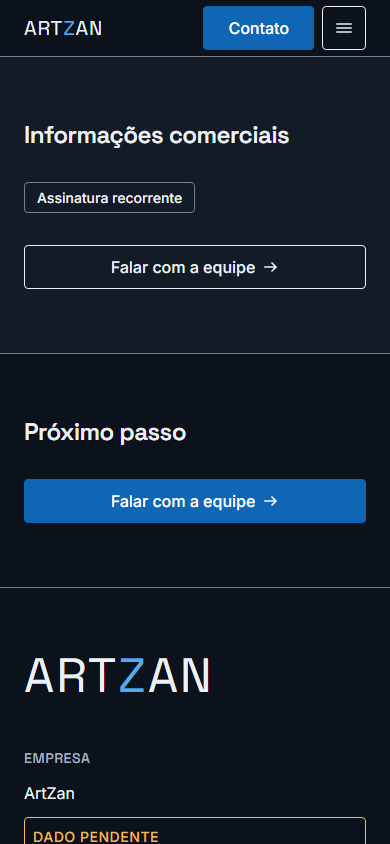 ARTZAN
Contato
Informações comerciais
Assinatura recorrente
Falar com a equipe →
Próximo passo
Falar com a equipe →
ARTZAN
EMPRESA
ArtZan
DADO PENDENTE